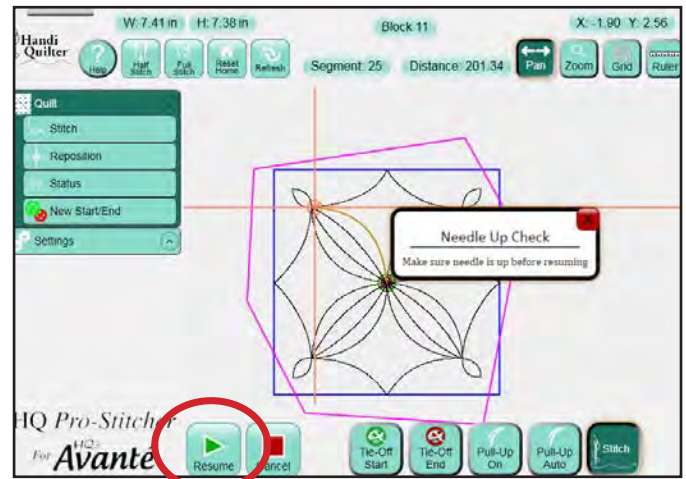 W: 7.41 in H: 7.38 in Block 11 X: -1.90 Y: 2.56
Handi
Quilter
Help
Half
Stitch
Full
Stitch
Reset
Home
Refresh
Segment: 25 Distance: 201.34
Pan
Zoom
Grid
Ruler
Quilt
Stitch
Reposition
Status
New Start/End
Settings
X
Needle Up Check
Make sure needle is up before resuming
HQ Pro-Stitcher
For HQ
Avanté
Resume
Cancel
Tie-Off
Start
Tie-Off
End
Pull-Up
On
Pull-Up
Auto
Stitch